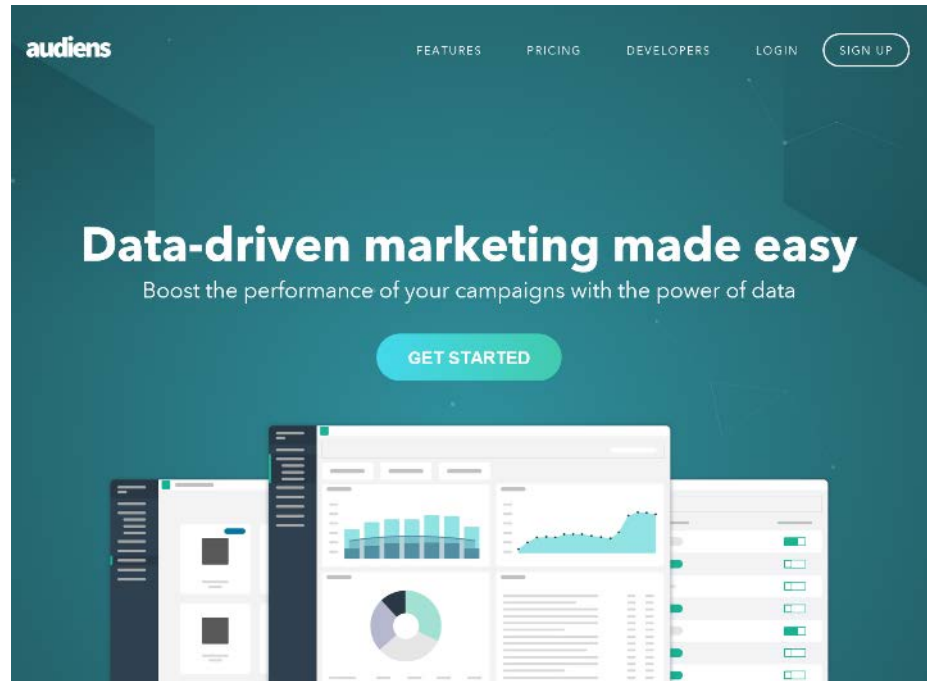 audiens
FEATURES PRICING DEVELOPERS LOGIN SIGN UP
Data-driven marketing made easy
Boost the performance of your campaigns with the power of data
GET STARTED